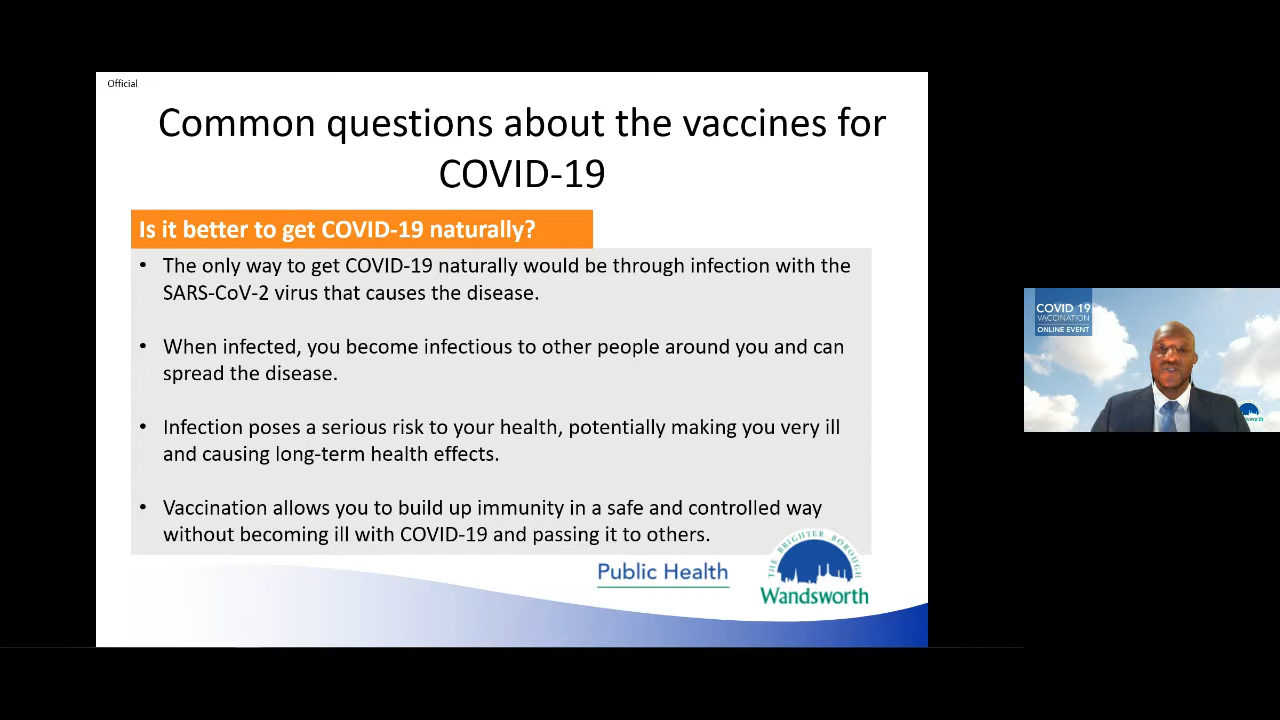 Official
Common questions about the vaccines for
COVID-19
Is it better to get COVID-19 naturally?
• The only way to get COVID-19 naturally would be through infection with the
SARS-CoV-2 virus that causes the disease.
• When infected, you become infectious to other people around you and can
spread the disease.
• Infection poses a serious risk to your health, potentially making you very ill
and causing long-term health effects.
• Vaccination allows you to build up immunity in a safe and controlled way
without becoming ill with COVID-19 and passing it to others.
Public Health
THE BRIGHTER BOROUGH
Wandsworth
COVID 19
VACCINATION
ONLINE EVENT